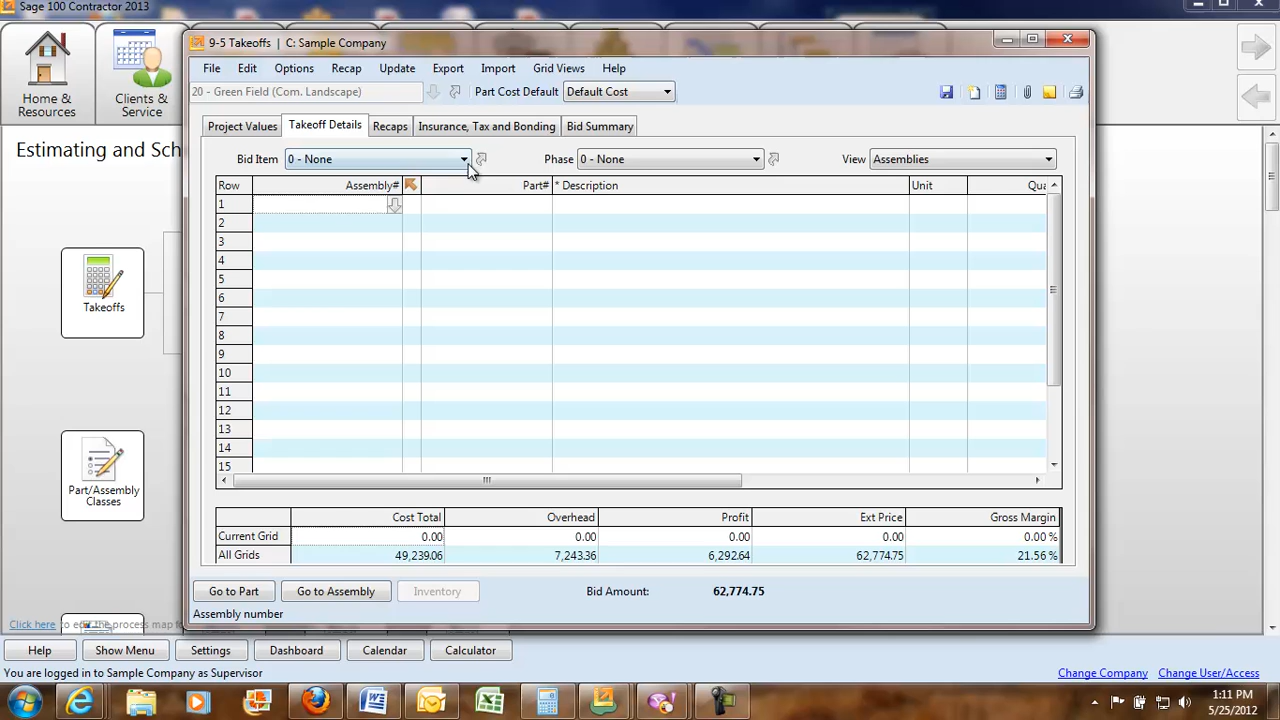 Sage 100 Contractor 2013
9-5 Takeoffs | C: Sample Company
Home & Resources
Clients & Service
File Edit Options Recap Update Export Import Grid Views Help
20 - Green Field (Com. Landscape) Part Cost Default Default Cost
Project Values Takeoff Details Recaps Insurance, Tax and Bonding Bid Summary
Estimating and Sch
Bid Item 0 - None Phase 0 - None View Assemblies
Row Assembly# Part# * Description Unit Qua
1
2
3
4
5
6
7
8
9
10
11
12
13
14
15
Takeoffs
Part/Assembly Classes
Cost Total Overhead Profit Ext Price Gross Margin
Current Grid 0.00 0.00 0.00 0.00 0.00 %
All Grids 49,239.06 7,243.36 6,292.64 62,774.75 21.56 %
Go to Part Go to Assembly Inventory Bid Amount: 62,774.75
Assembly number
Click here to edit the process map f
Help Show Menu Settings Dashboard Calendar Calculator
You are logged in to Sample Company as Supervisor Change Company Change User/Access
1:11 PM
5/25/2012